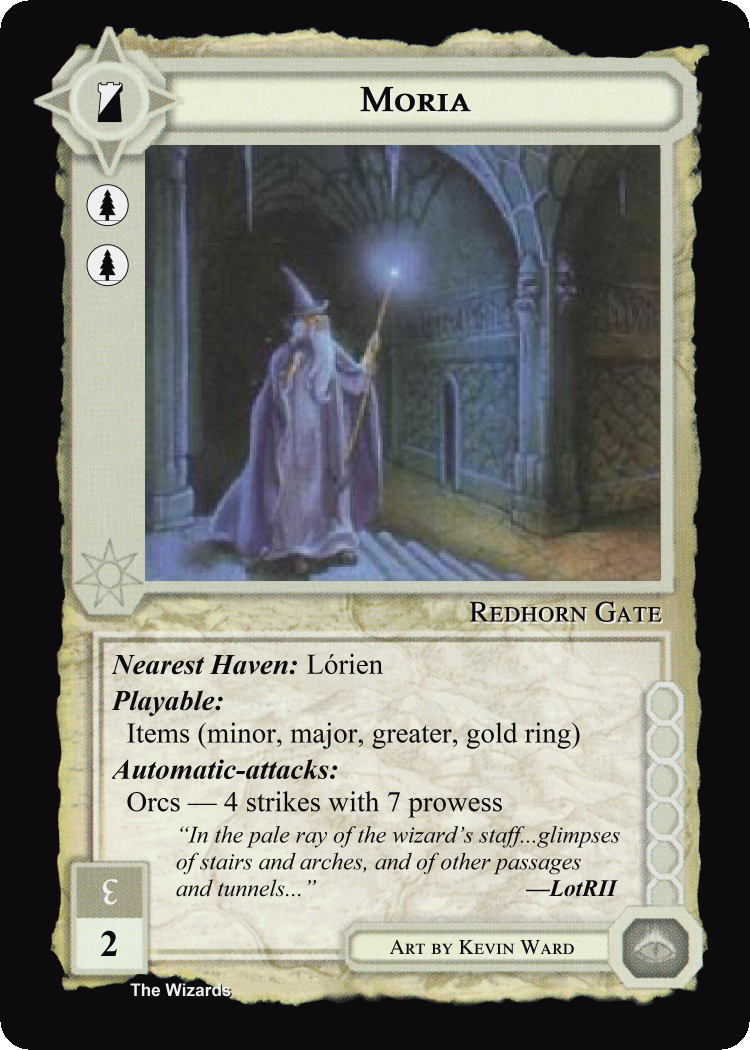 Moria
Redhorn Gate
Nearest Haven: Lórien
Playable:
Items (minor, major, greater, gold ring)
Automatic-attacks:
Orcs — 4 strikes with 7 prowess
“In the pale ray of the wizard’s staff...glimpses
of stairs and arches, and of other passages
and tunnels...” —LotRII
3
2
Art by Kevin Ward
The Wizards